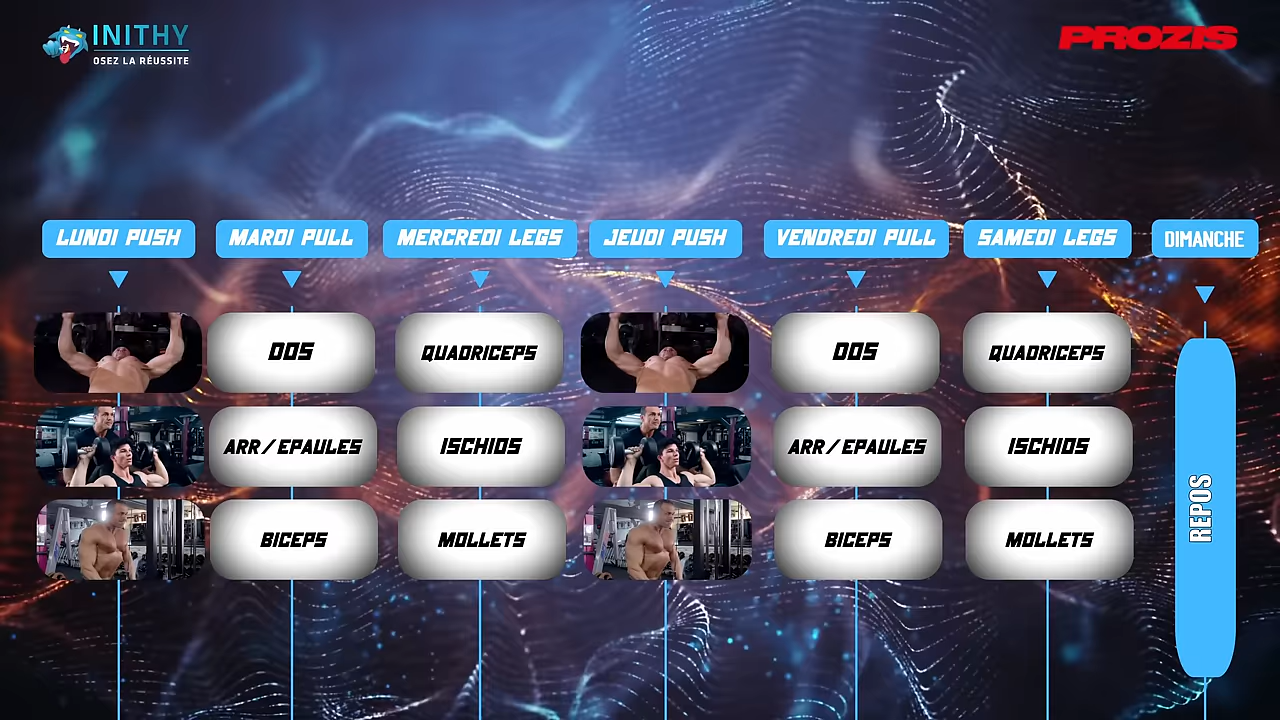 INITHY
OSEZ LA RÉUSSITE
PROZIS
LUNDI PUSH
MARDI PULL
MERCREDI LEGS
JEUDI PUSH
VENDREDI PULL
SAMEDI LEGS
DIMANCHE
DOS
QUADRICEPS
DOS
QUADRICEPS
ARR/EPAULES
ISCHIOS
ARR/EPAULES
ISCHIOS
BICEPS
MOLLETS
BICEPS
MOLLETS
REPOS